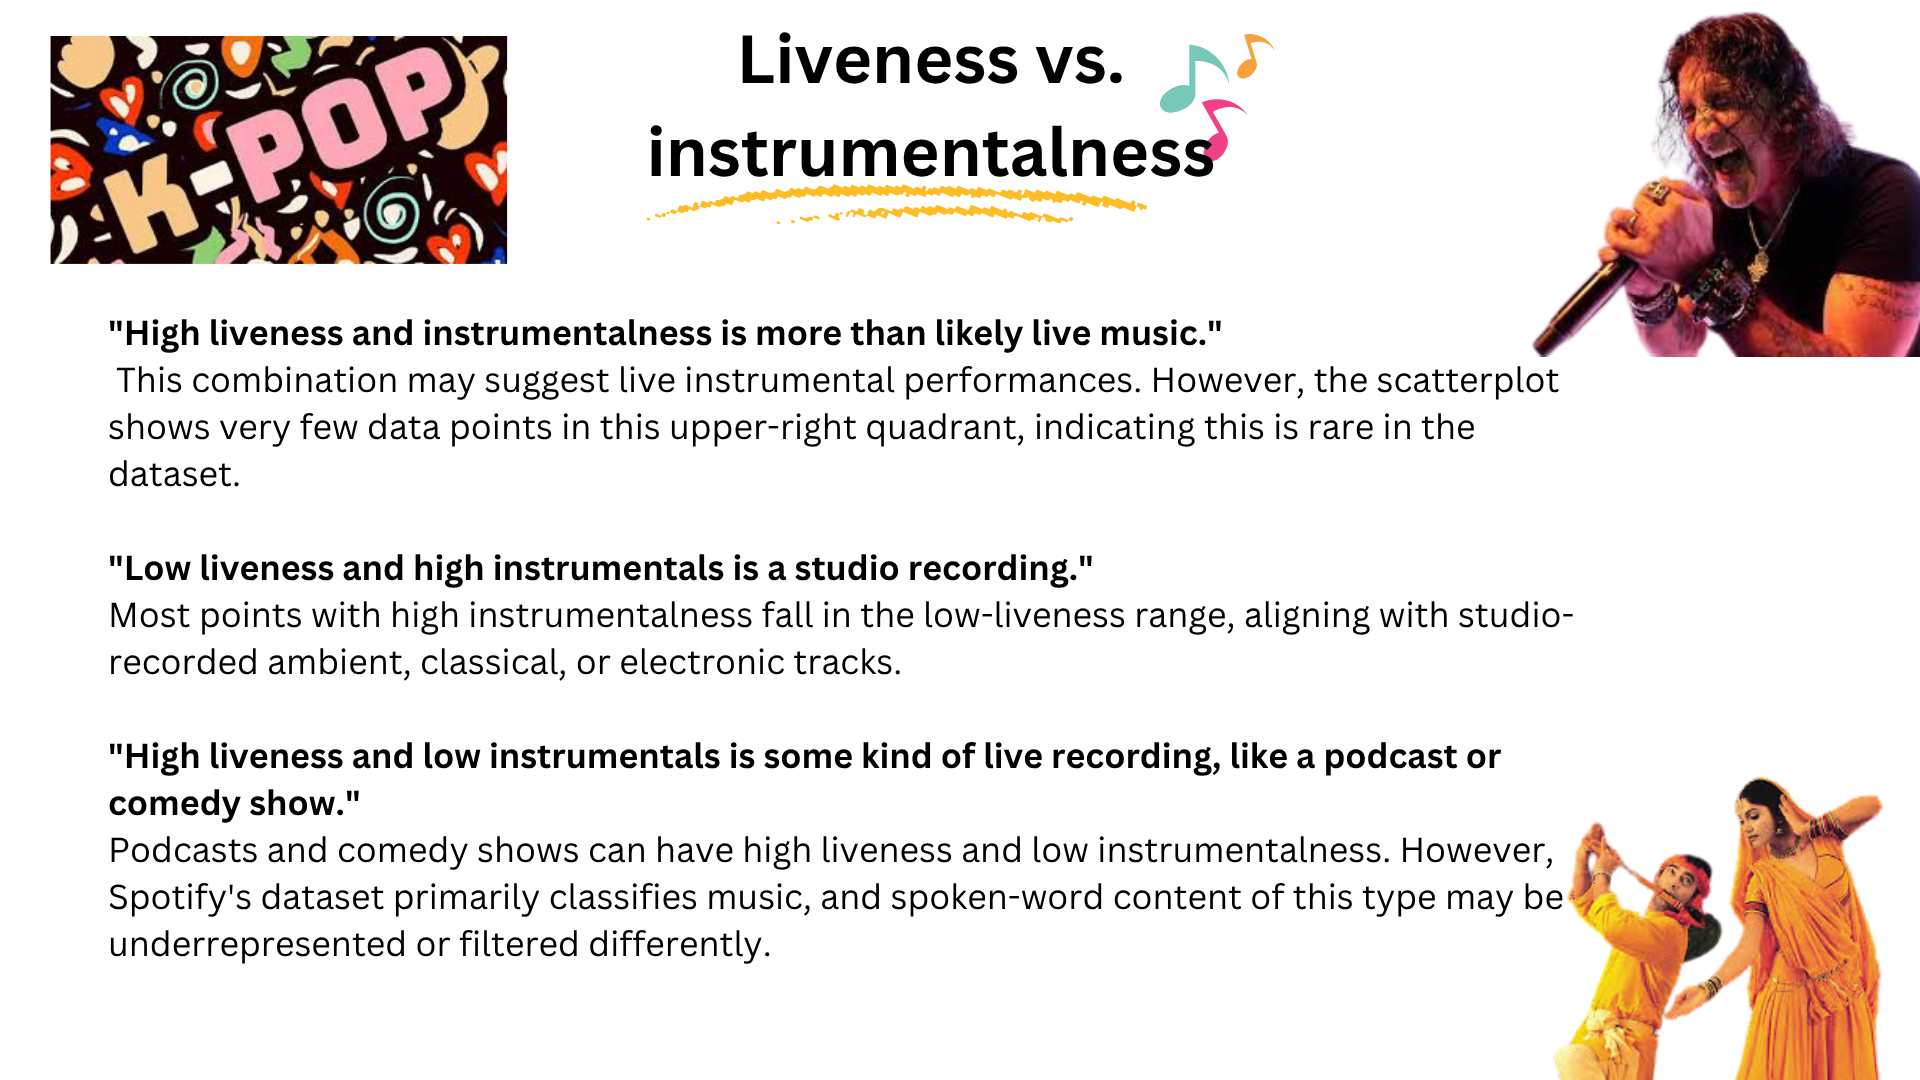 K-POP
Liveness vs.
instrumentalness
"High liveness and instrumentalness is more than likely live music."
This combination may suggest live instrumental performances. However, the scatterplot
shows very few data points in this upper-right quadrant, indicating this is rare in the
dataset.
"Low liveness and high instrumentals is a studio recording."
Most points with high instrumentalness fall in the low-liveness range, aligning with studio-
recorded ambient, classical, or electronic tracks.
"High liveness and low instrumentals is some kind of live recording, like a podcast or
comedy show."
Podcasts and comedy shows can have high liveness and low instrumentalness. However,
Spotify's dataset primarily classifies music, and spoken-word content of this type may be
underrepresented or filtered differently.